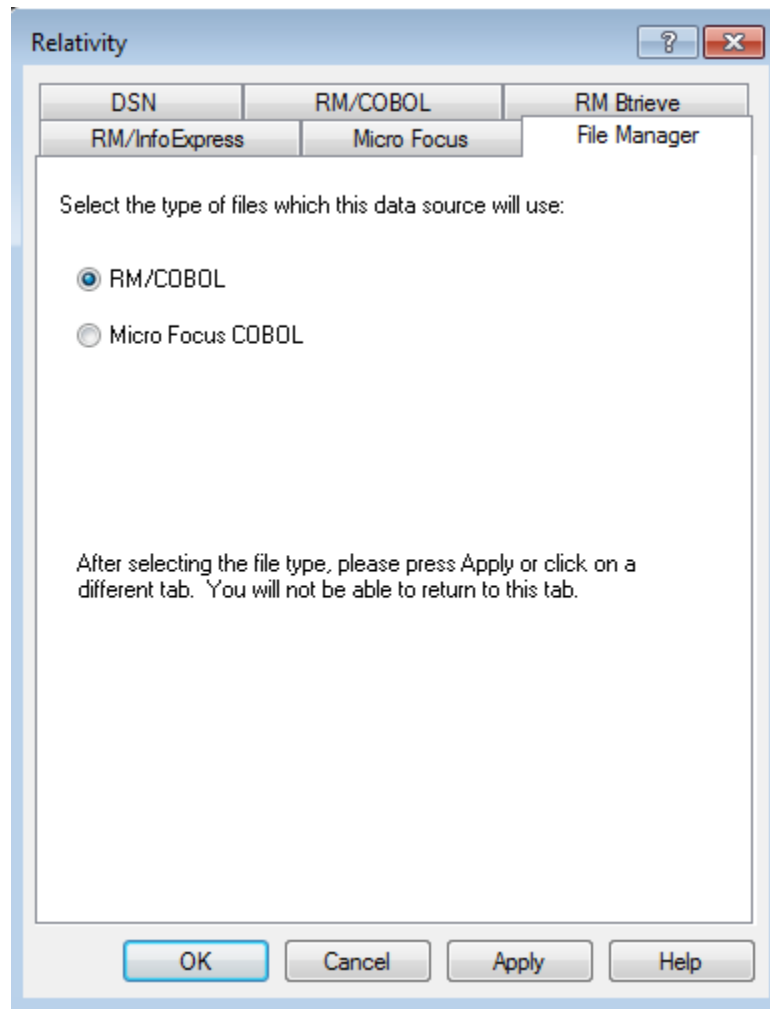 Relativity
DSN RM/COBOL RM Btrieve
RM/InfoExpress Micro Focus File Manager
Select the type of files which this data source will use:
RM/COBOL
Micro Focus COBOL
After selecting the file type, please press Apply or click on a
different tab. You will not be able to return to this tab.
OK Cancel Apply Help